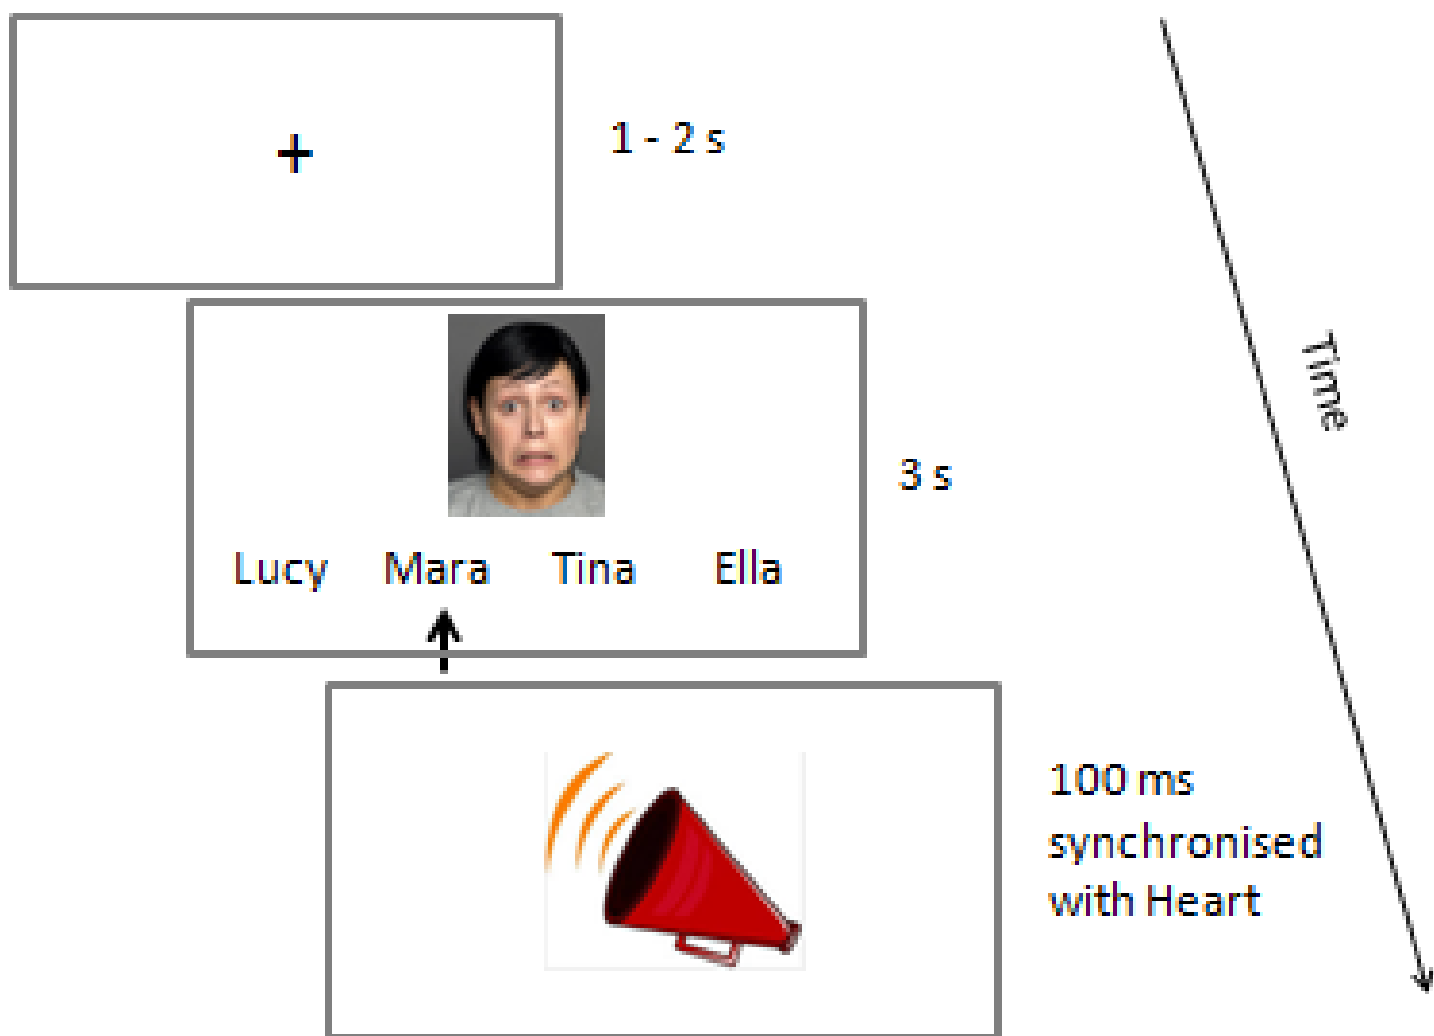 +
1 - 2 s
Time
3 s
Lucy Mara Tina Ella
100 ms
synchronised
with Heart